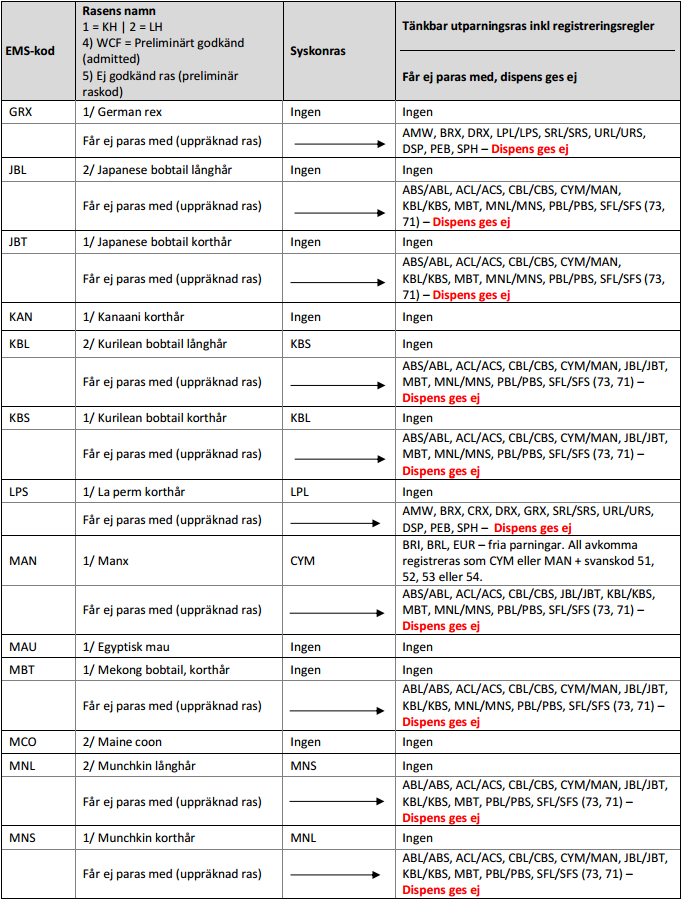 EMS-kod
Rasens namn
1 = KH | 2 = LH
4) WCF = Preliminärt godkänd
(admitted)
5) Ej godkänd ras (preliminär
raskod)
Syskonras
Tänkbar utparningsras inkl registreringsregler
Får ej paras med, dispens ges ej
GRX 1/ German rex Ingen Ingen
Får ej paras med (uppräknad ras) AMW, BRX, DRX, LPL/LPS, SRL/SRS, URL/URS,
DSP, PEB, SPH – Dispens ges ej
JBL 2/ Japanese bobtail långhår Ingen Ingen
Får ej paras med (uppräknad ras) ABS/ABL, ACL/ACS, CBL/CBS, CYM/MAN,
KBL/KBS, MBT, MNL/MNS, PBL/PBS, SFL/SFS (73,
71) – Dispens ges ej
JBT 1/ Japanese bobtail korthår Ingen Ingen
Får ej paras med (uppräknad ras) ABS/ABL, ACL/ACS, CBL/CBS, CYM/MAN,
KBL/KBS, MBT, MNL/MNS, PBL/PBS, SFL/SFS (73,
71) – Dispens ges ej
KAN 1/ Kanaani korthår Ingen Ingen
KBL 2/ Kurilean bobtail långhår KBS Ingen
Får ej paras med (uppräknad ras) ABS/ABL, ACL/ACS, CBL/CBS, CYM/MAN, JBL/JBT,
MBT, MNL/MNS, PBL/PBS, SFL/SFS (73, 71) –
Dispens ges ej
KBS 1/ Kurilean bobtail korthår KBL Ingen
Får ej paras med (uppräknad ras) ABS/ABL, ACL/ACS, CBL/CBS, CYM/MAN, JBL/JBT,
MBT, MNL/MNS, PBL/PBS, SFL/SFS (73, 71) –
Dispens ges ej
LPS 1/ La perm korthår LPL Ingen
Får ej paras med (uppräknad ras) AMW, BRX, CRX, DRX, GRX, SRL/SRS, URL/URS,
DSP, PEB, SPH – Dispens ges ej
MAN 1/ Manx CYM BRI, BRL, EUR – fria parningar. All avkomma
registreras som CYM eller MAN + svanskod 51,
52, 53 eller 54.
Får ej paras med (uppräknad ras) ABS/ABL, ACL/ACS, CBL/CBS, JBL/JBT, KBL/KBS,
MBT, MNL/MNS, PBL/PBS, SFL/SFS (73, 71) –
Dispens ges ej
MAU 1/ Egyptisk mau Ingen Ingen
MBT 1/ Mekong bobtail, korthår Ingen Ingen
Får ej paras med (uppräknad ras) ABL/ABS, ACL/ACS, CBL/CBS, CYM/MAN, JBL/JBT,
KBL/KBS, MNL/MNS, PBL/PBS, SFL/SFS (73, 71) –
Dispens ges ej
MCO 2/ Maine coon Ingen Ingen
MNL 2/ Munchkin långhår MNS Ingen
Får ej paras med (uppräknad ras) ABL/ABS, ACL/ACS, CBL/CBS, CYM/MAN, JBL/JBT,
KBL/KBS, MBT, PBL/PBS, SFL/SFS (73, 71) –
Dispens ges ej
MNS 1/ Munchkin korthår MNL Ingen
Får ej paras med (uppräknad ras) ABL/ABS, ACL/ACS, CBL/CBS, CYM/MAN, JBL/JBT,
KBL/KBS, MBT, PBL/PBS, SFL/SFS (73, 71) –
Dispens ges ej